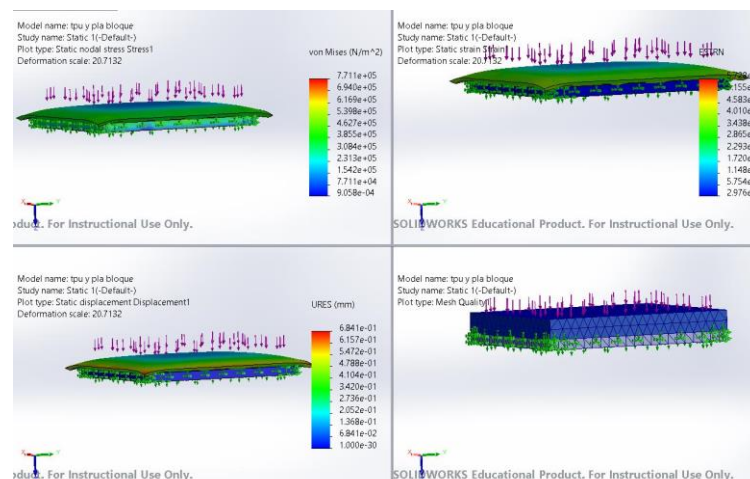 Model name: tpu y pla bloque
Study name: Static 1(-Default-)
Plot type: Static nodal stress Stress1
Deformation scale: 20.7132
von Mises (N/m^2)
7.711e+05
6.940e+05
6.169e+05
5.398e+05
4.627e+05
3.855e+05
3.084e+05
2.313e+05
1.542e+05
7.711e+04
9.058e-04
For Instructional Use Only.
Model name: tpu y pla bloque
Study name: Static 1(-Default-)
Plot type: Static strain Strain1
Deformation scale: 20.7132
ESTRN
4.583e
4.010e
3.438e
2.865e
2.293e
1.720e
1.148e
5.754e
2.976e
SOLIDWORKS Educational Product. For Instructional Use Only.
Model name: tpu y pla bloque
Study name: Static 1(-Default-)
Plot type: Static displacement Displacement1
Deformation scale: 20.7132
URES (mm)
6.841e-01
6.157e-01
5.472e-01
4.788e-01
4.104e-01
3.420e-01
2.736e-01
2.052e-01
1.368e-01
6.841e-02
1.000e-30
For Instructional Use Only.
Model name: tpu y pla bloque
Study name: Static 1(-Default-)
Plot type: Mesh Quality1
SOLIDWORKS Educational Product. For Instructional Use Only.